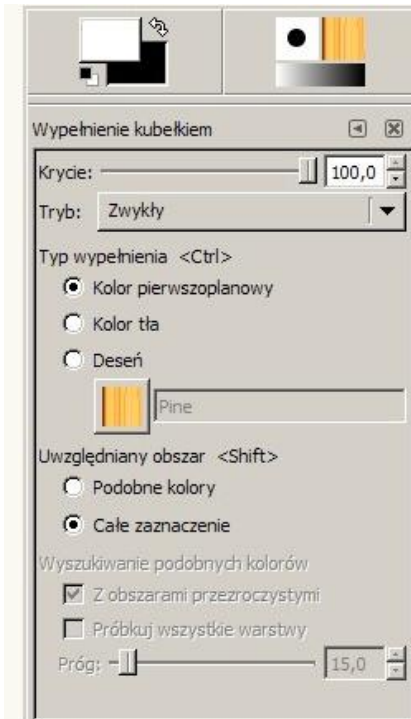 Wypełnienie kubełkiem
Krycie: 100,0
Tryb: Zwykły
Typ wypełnienia <Ctrl>
Kolor pierwszoplanowy
Kolor tła
Deseń
Pine
Uwzględniany obszar <Shift>
Podobne kolory
Całe zaznaczenie
Wyszukiwanie podobnych kolorów
Z obszarami przezroczystymi
Próbkuj wszystkie warstwy
Próg: 15,0